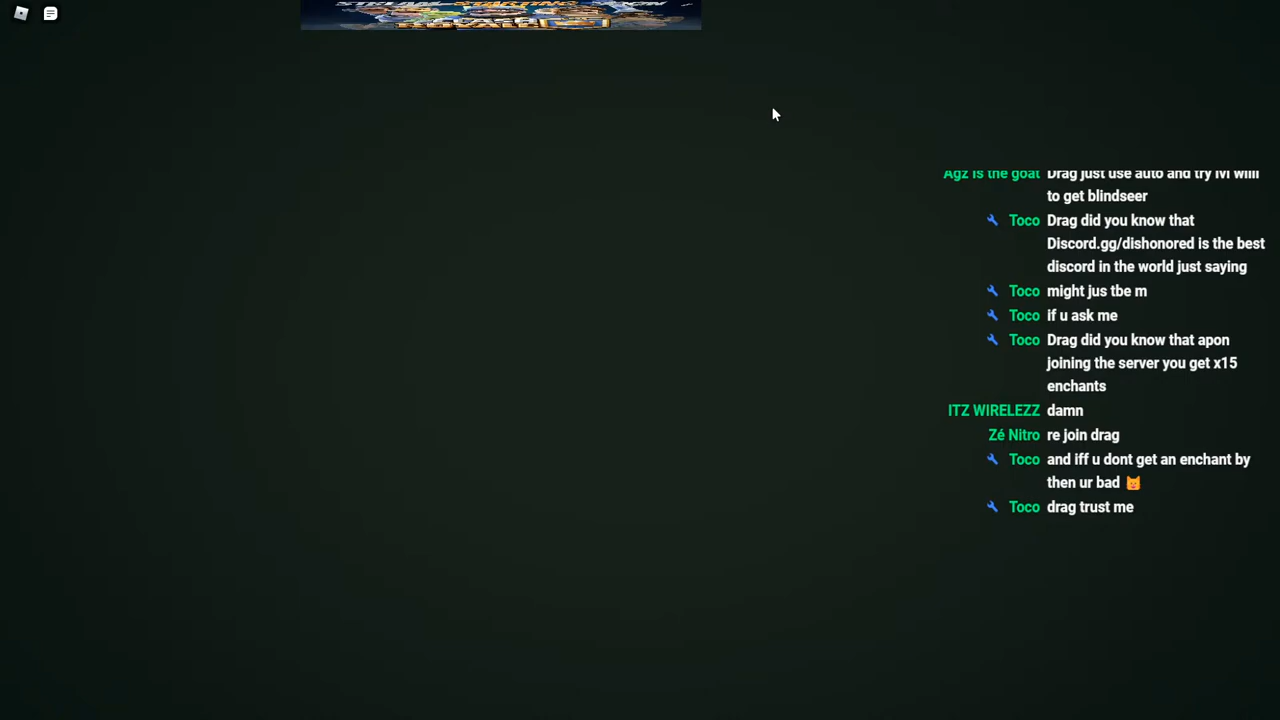 STREAM STARTING SOON
Agz is the goat Drag just use auto and try lvl willl
to get blindseer
Toco Drag did you know that
Discord.gg/dishonored is the best
discord in the world just saying
Toco might jus tbe m
Toco if u ask me
Toco Drag did you know that apon
joining the server you get x15
enchants
ITZ WIRELEZZ damn
Zé Nitro re join drag
Toco and iff u dont get an enchant by
then ur bad 😼
Toco drag trust me